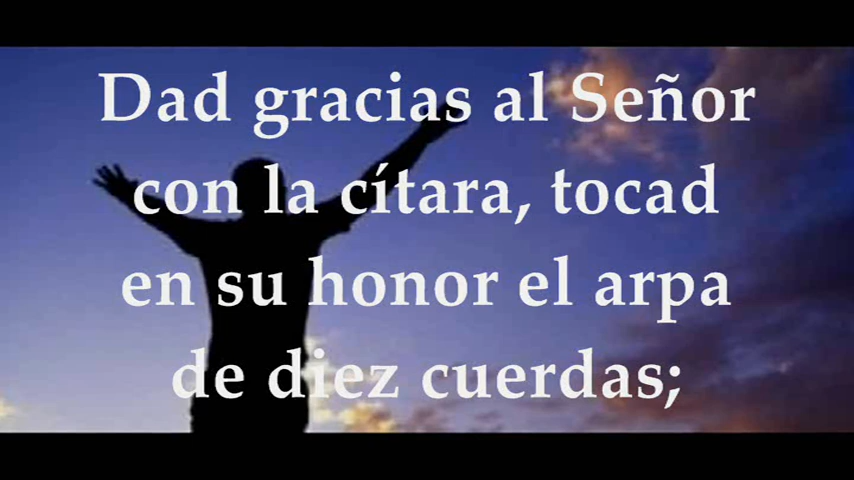 Dad gracias al Señor
con la cítara, tocad
en su honor el arpa
de diez cuerdas;